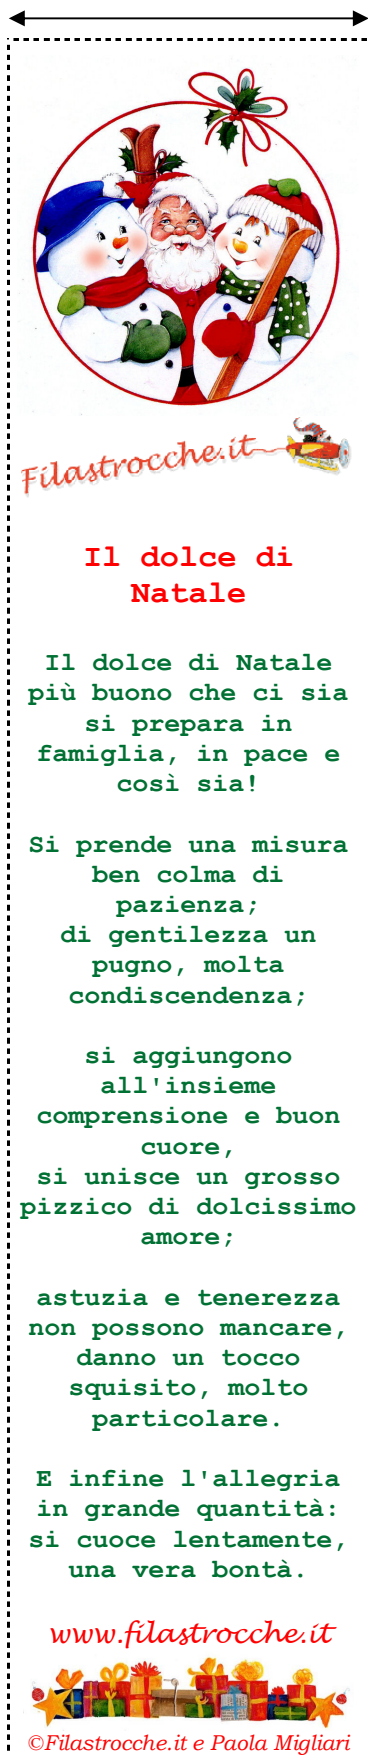 Filastrocche.it
Il dolce di
Natale
Il dolce di Natale
più buono che ci sia
si prepara in
famiglia, in pace e
così sia!
Si prende una misura
ben colma di
pazienza;
di gentilezza un
pugno, molta
condiscendenza;
si aggiungono
all'insieme
comprensione e buon
cuore,
si unisce un grosso
pizzico di dolcissimo
amore;
astuzia e tenerezza
non possono mancare,
danno un tocco
squisito, molto
particolare.
E infine l'allegria
in grande quantità:
si cuoce lentamente,
una vera bontà.
www.filastrocche.it
©Filastrocche.it e Paola Migliari